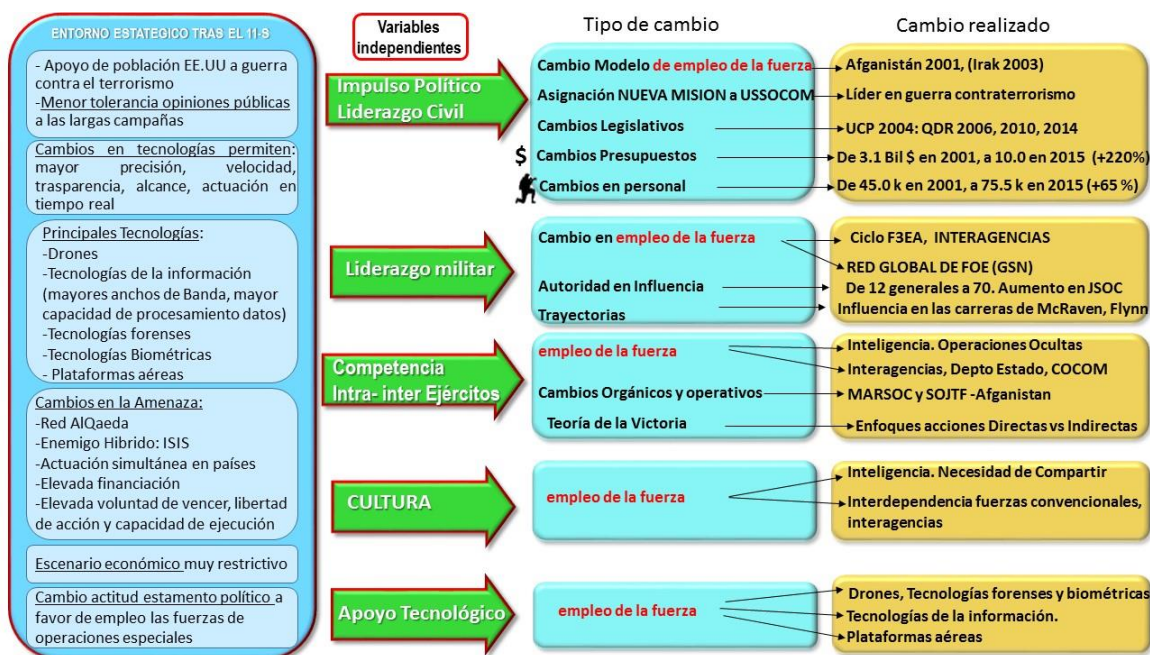 ENTORNO ESTATEGICO TRAS EL 11-S
- Apoyo de población EE.UU a guerra
contra el terrorismo
-Menor tolerancia opiniones públicas
a las largas campañas
Cambios en tecnologías permiten:
mayor precisión, velocidad,
trasparencia, alcance, actuación en
tiempo real
Principales Tecnologías:
-Drones
-Tecnologías de la información
(mayores anchos de Banda, mayor
capacidad de procesamiento datos)
-Tecnologías forenses
-Tecnologías Biométricas
- Plataformas aéreas
Cambios en la Amenaza:
-Red AlQaeda
-Enemigo Hibrido: ISIS
-Actuación simultánea en países
-Elevada financiación
-Elevada voluntad de vencer, libertad
de acción y capacidad de ejecución
Escenario económico muy restrictivo
Cambio actitud estamento político a
favor de empleo las fuerzas de
operaciones especiales
Variables
independientes
Tipo de cambio
Cambio realizado
Impulso Político
Liderazgo Civil
Cambio Modelo de empleo de la fuerza
Asignación NUEVA MISION a USSOCOM
Cambios Legislativos
$ Cambios Presupuestos
Cambios en personal
Afganistán 2001, (Irak 2003)
Líder en guerra contraterrorismo
UCP 2004: QDR 2006, 2010, 2014
De 3.1 Bil $ en 2001, a 10.0 en 2015 (+220%)
De 45.0 k en 2001, a 75.5 k en 2015 (+65 %)
Liderazgo militar
Cambio en empleo de la fuerza
Autoridad en Influencia
Trayectorias
Ciclo F3EA, INTERAGENCIAS
RED GLOBAL DE FOE (GSN)
De 12 generales a 70. Aumento en JSOC
Influencia en las carreras de McRaven, Flynn
Competencia
Intra- inter Ejércitos
empleo de la fuerza
Cambios Orgánicos y operativos
Teoría de la Victoria
Inteligencia. Operaciones Ocultas
Interagencias, Depto Estado, COCOM
MARSOC y SOJTF -Afganistan
Enfoques acciones Directas vs Indirectas
CULTURA
empleo de la fuerza
Inteligencia. Necesidad de Compartir
Interdependencia fuerzas convencionales,
interagencias
Apoyo Tecnológico
empleo de la fuerza
Drones, Tecnologías forenses y biométricas
Tecnologías de la información.
Plataformas aéreas